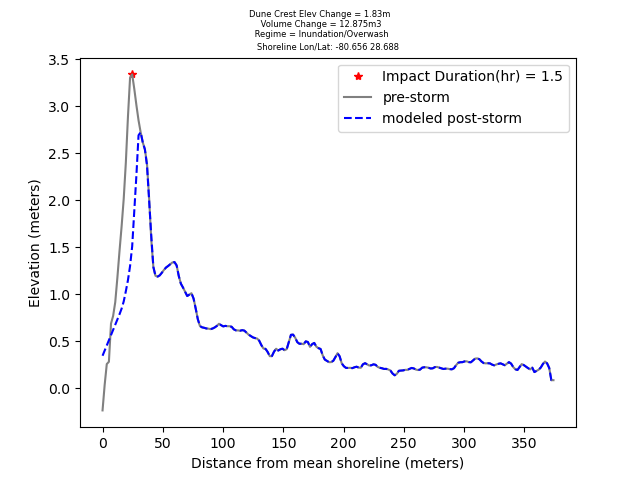 Dune Crest Elev Change = 1.83m
Volume Change = 12.875m3
Regime = Inundation/Overwash
Shoreline Lon/Lat: -80.656 28.688
Impact Duration(hr) = 1.5
pre-storm
modeled post-storm
3.5
3.0
2.5
2.0
1.5
1.0
0.5
0.0
Elevation (meters)
0 50 100 150 200 250 300 350
Distance from mean shoreline (meters)